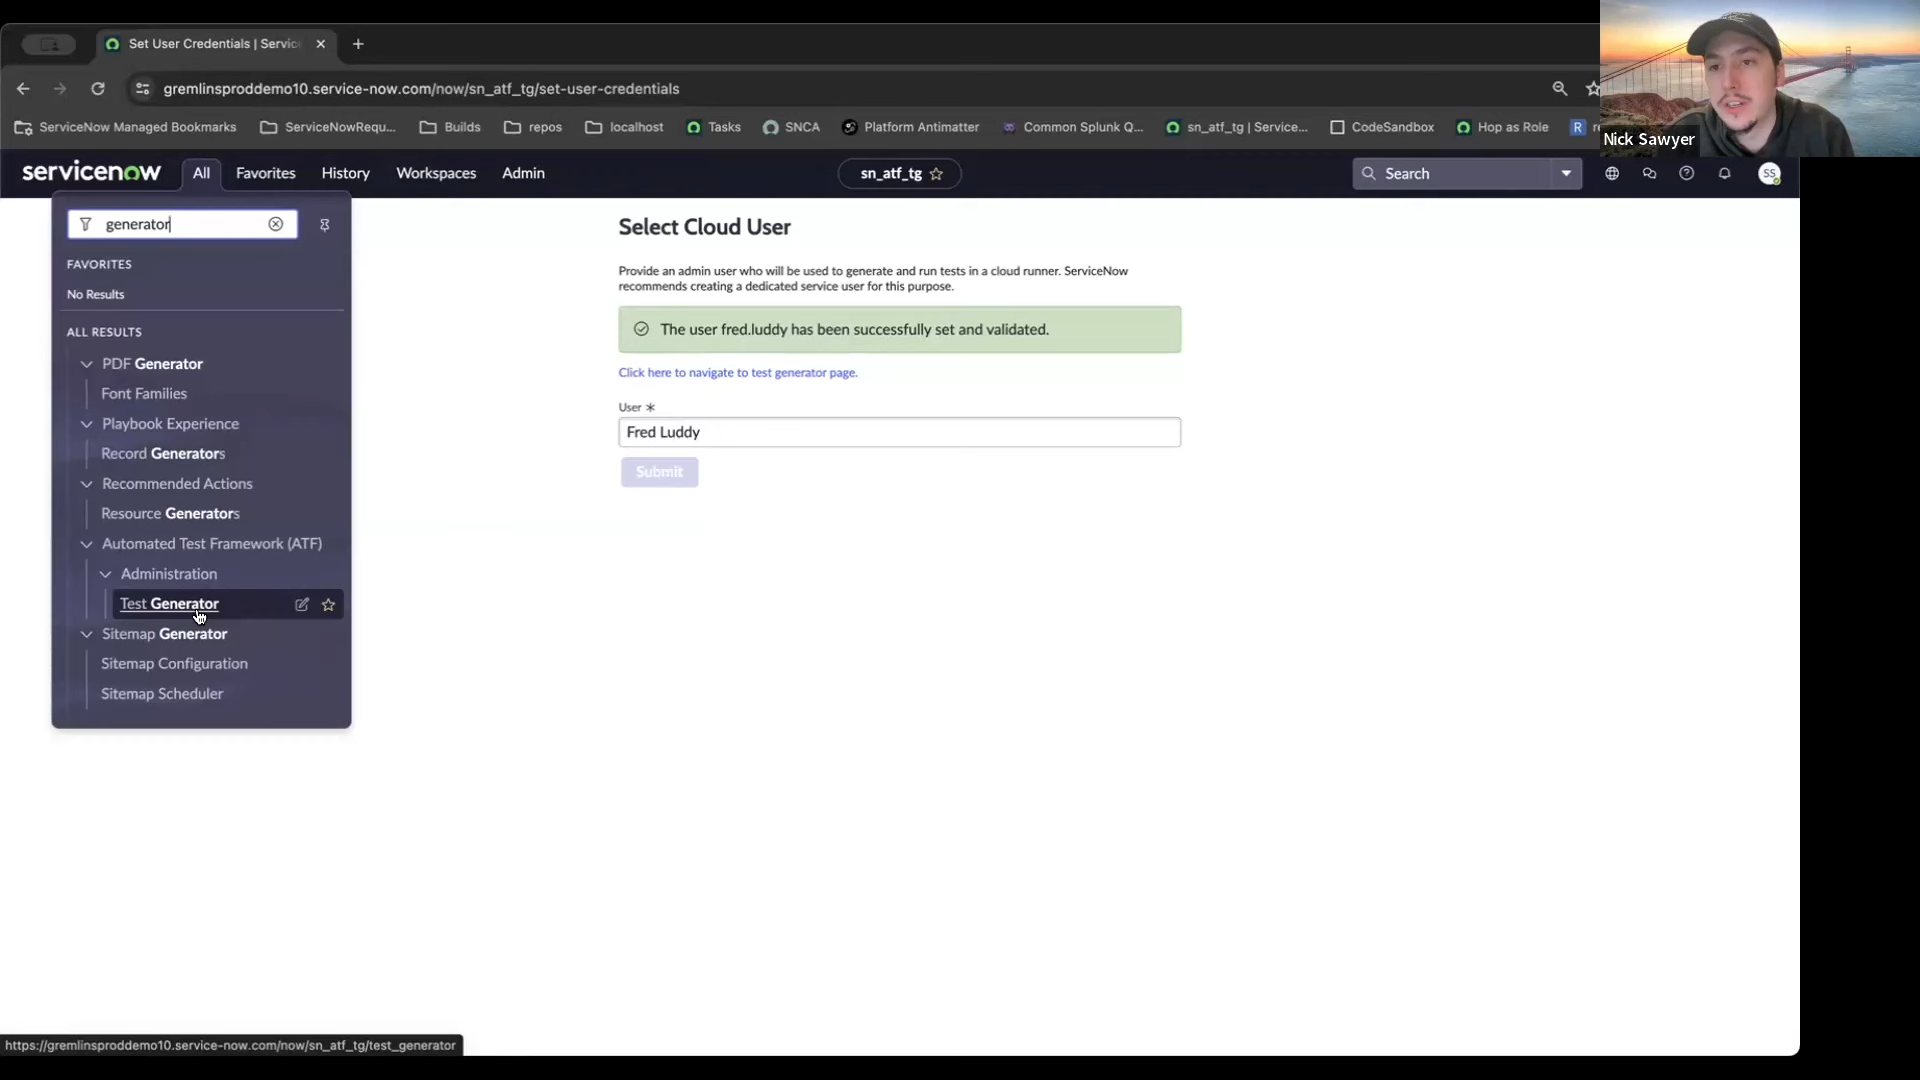 Set User Credentials | Servic
gremlinsproddemo10.service-now.com/now/sn_atf_tg/set-user-credentials
ServiceNow Managed Bookmarks
ServiceNowRequ...
Builds
repos
localhost
Tasks
SNCA
Platform Antimatter
Common Splunk Q...
sn_atf_tg | Service...
CodeSandbox
Hop as Role
R
Nick Sawyer
servicenow
All
Favorites
History
Workspaces
Admin
sn_atf_tg
Search
SS
generator
FAVORITES
No Results
ALL RESULTS
PDF Generator
Font Families
Playbook Experience
Record Generators
Recommended Actions
Resource Generators
Automated Test Framework (ATF)
Administration
Test Generator
Sitemap Generator
Sitemap Configuration
Sitemap Scheduler
Select Cloud User
Provide an admin user who will be used to generate and run tests in a cloud runner. ServiceNow
recommends creating a dedicated service user for this purpose.
The user fred.luddy has been successfully set and validated.
Click here to navigate to test generator page.
User *
Fred Luddy
Submit
https://gremlinsproddemo10.service-now.com/now/sn_atf_tg/test_generator